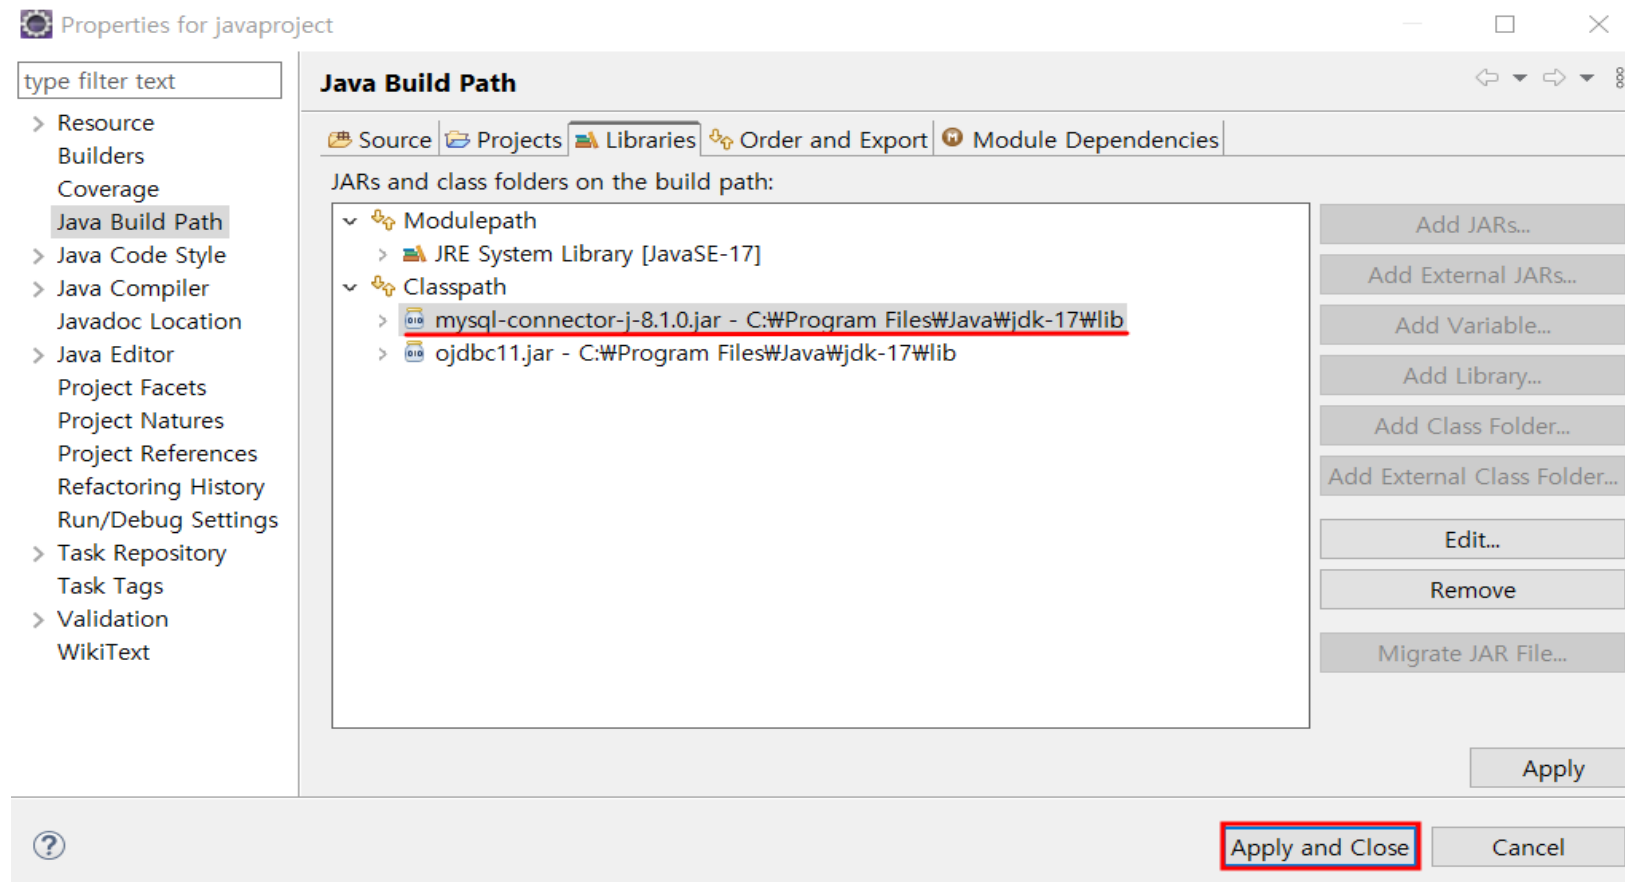 Properties for javaproject
type filter text
Resource
Builders
Coverage
Java Build Path
Java Code Style
Java Compiler
Javadoc Location
Java Editor
Project Facets
Project Natures
Project References
Refactoring History
Run/Debug Settings
Task Repository
Task Tags
Validation
WikiText
Java Build Path
Source Projects Libraries Order and Export Module Dependencies
JARs and class folders on the build path:
Modulepath
JRE System Library [JavaSE-17]
Classpath
mysql-connector-j-8.1.0.jar - C:₩Program Files₩Java₩jdk-17₩lib
ojdbc11.jar - C:₩Program Files₩Java₩jdk-17₩lib
Add JARs...
Add External JARs...
Add Variable...
Add Library...
Add Class Folder...
Add External Class Folder...
Edit...
Remove
Migrate JAR File...
Apply
Apply and Close Cancel